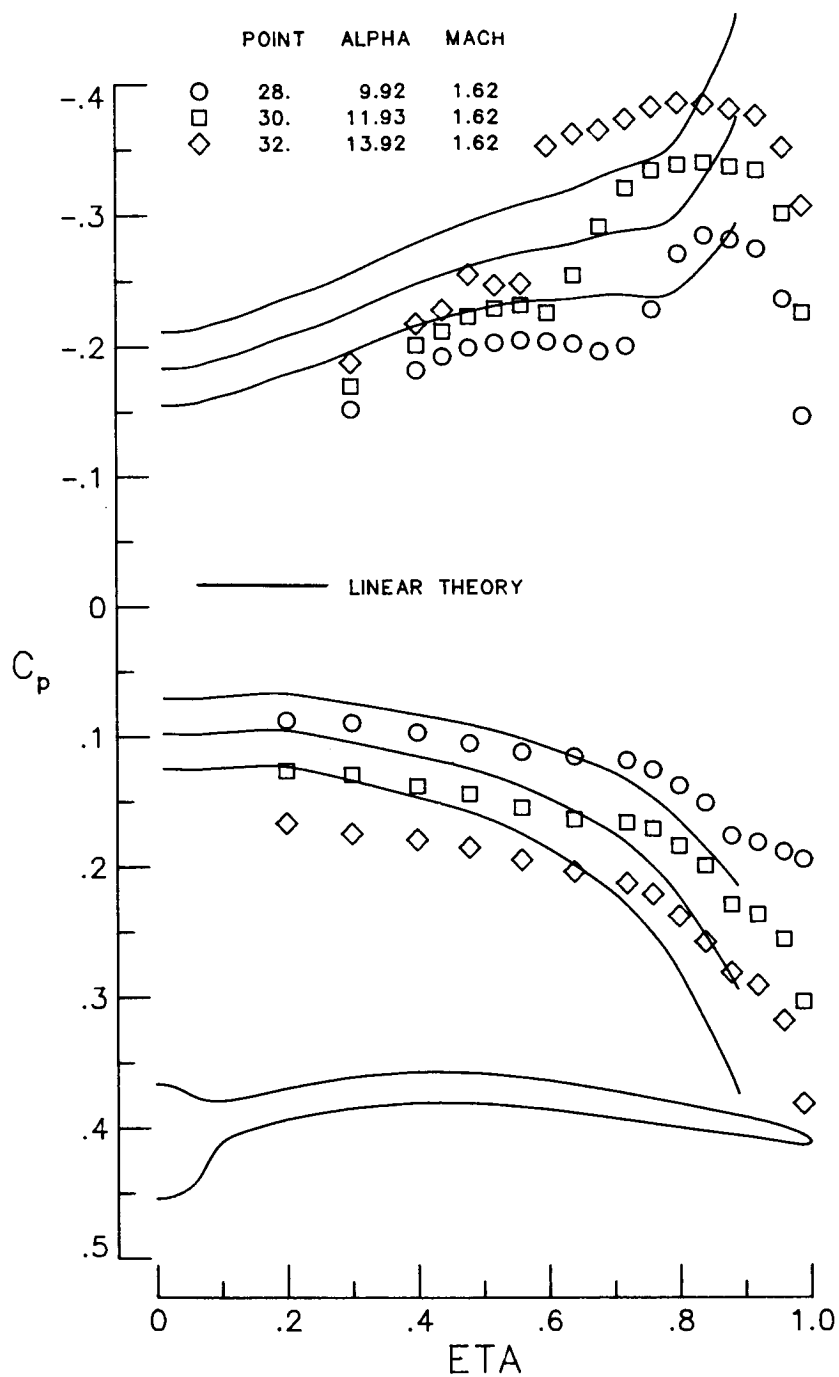 POINT ALPHA MACH
28. 9.92 1.62
30. 11.93 1.62
32. 13.92 1.62
-.4
-.3
-.2
-.1
LINEAR THEORY
0
Cp
.1
.2
.3
.4
.5
0 .2 .4 .6 .8 1.0
ETA